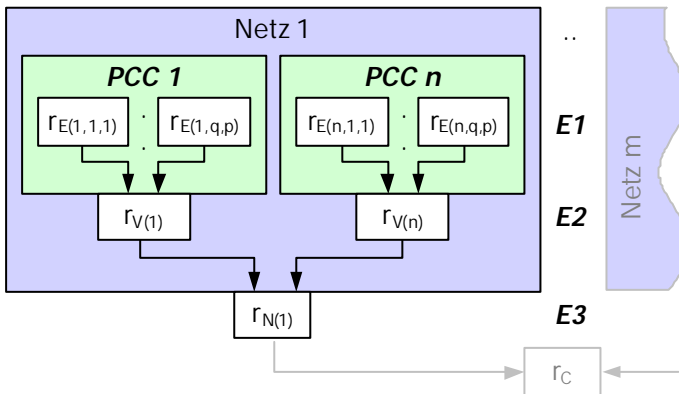 Netz 1
..
PCC 1
PCC n
rE(1,1,1)
:
rE(1,q,p)
rE(n,1,1)
:
rE(n,q,p)
E1
Netz m
rV(1)
rV(n)
E2
rN(1)
E3
rC